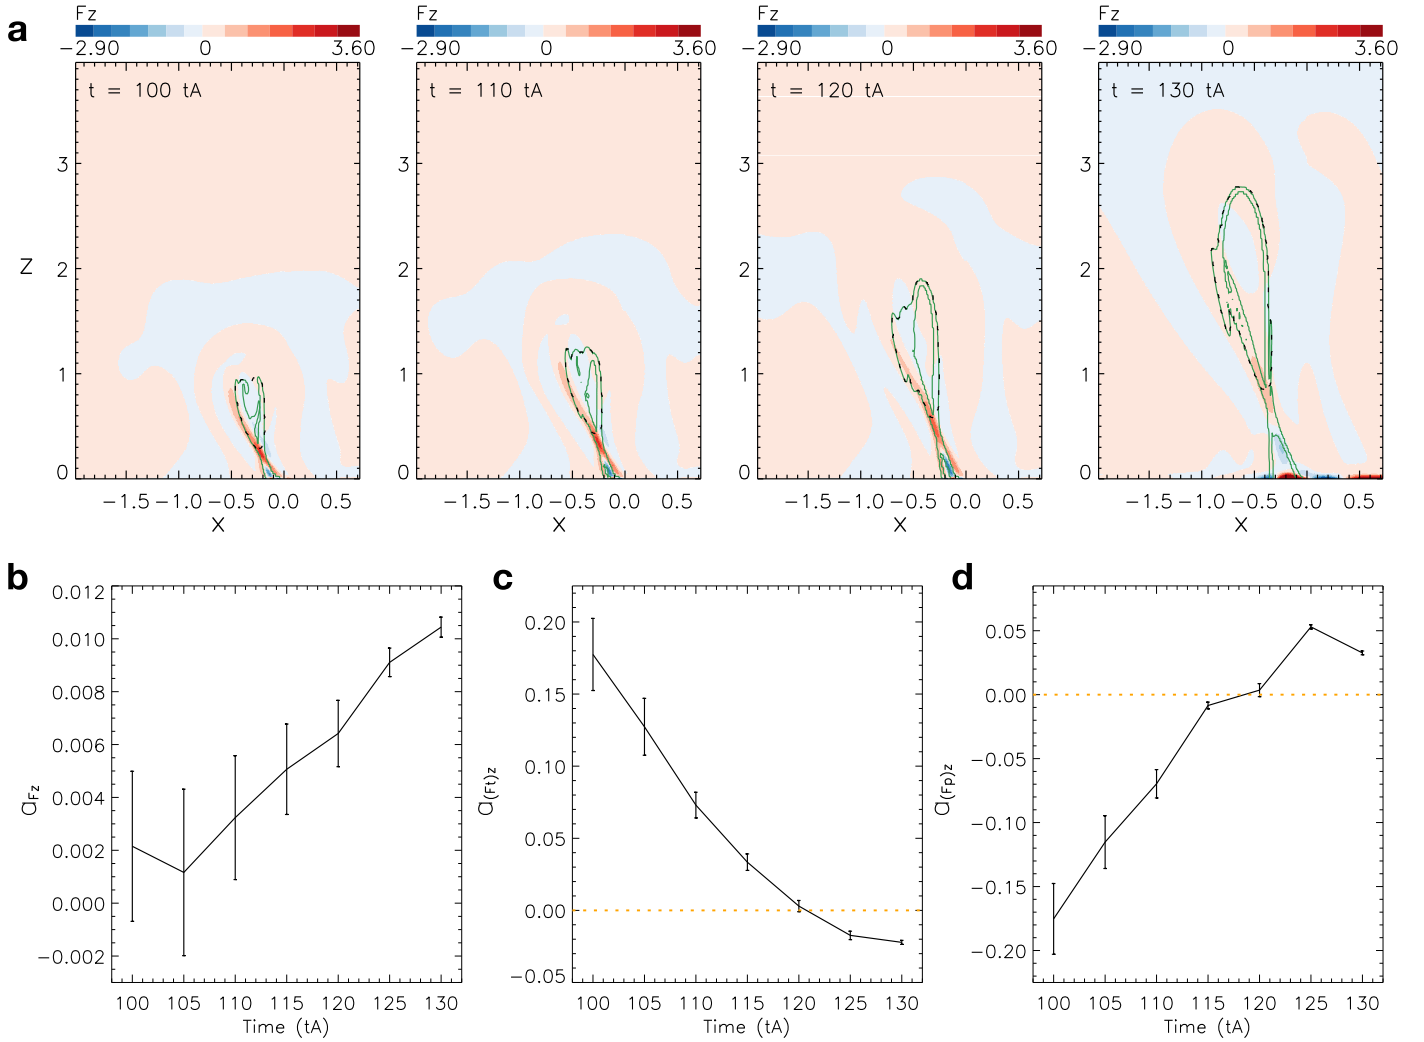 a
Fz Fz Fz Fz
−2.90 0 3.60 −2.90 0 3.60 −2.90 0 3.60 −2.90 0 3.60
t = 100 tA t = 110 tA t = 120 tA t = 130 tA
3 3 3 3
Z 2 2 2 2
1 1 1 1
0 0 0 0
−1.5 −1.0 −0.5 0.0 0.5 −1.5 −1.0 −0.5 0.0 0.5 −1.5 −1.0 −0.5 0.0 0.5 −1.5 −1.0 −0.5 0.0 0.5
X X X X
b
0.012
0.010
0.008
0.006
0.004
0.002
0.000
−0.002
aFz
100 105 110 115 120 125 130
Time (tA)
c
0.20
0.15
0.10
0.05
0.00
−0.05
a(Ft)z
100 105 110 115 120 125 130
Time (tA)
d
0.05
0.00
−0.05
−0.10
−0.15
−0.20
a(Fp)z
100 105 110 115 120 125 130
Time (tA)